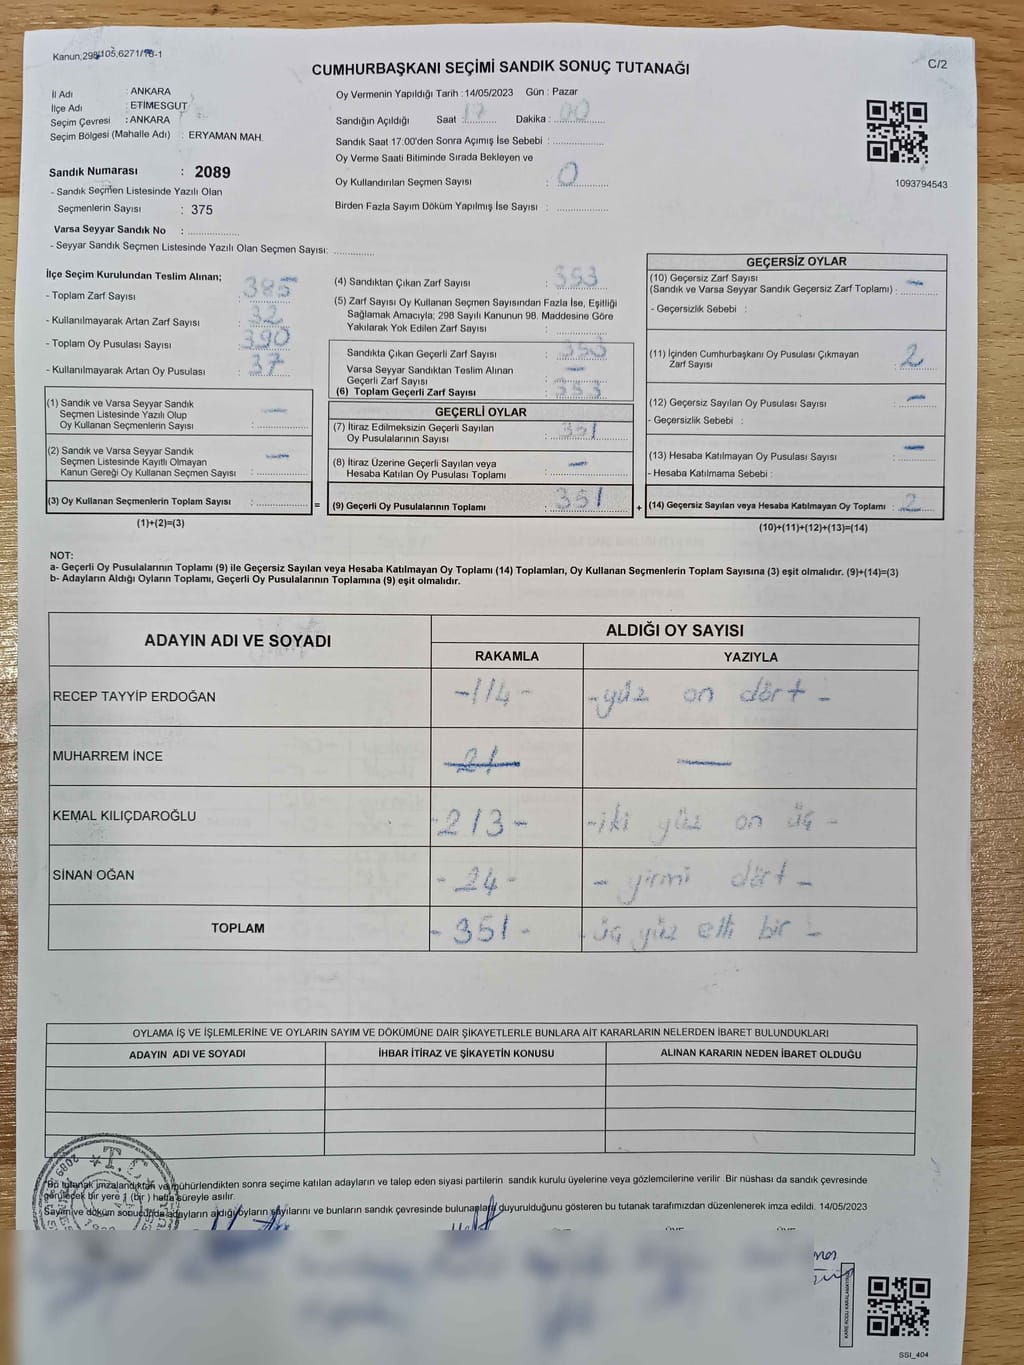 Kanun;298/105,6271/
C/2
CUMHURBAŞKANI SEÇİMİ SANDIK SONUÇ TUTANAĞI
İl Adı : ANKARA
İlçe Adı : ETİMESGUT
Seçim Çevresi : ANKARA
Seçim Bölgesi (Mahalle Adı) : ERYAMAN MAH.
Sandık Numarası : 2089
- Sandık Seçmen Listesinde Yazılı Olan
Seçmenlerin Sayısı : 375
Varsa Seyyar Sandık No : ................
- Seyyar Sandık Seçmen Listesinde Yazılı Olan Seçmen Sayısı: ............
Oy Vermenin Yapıldığı Tarih : 14/05/2023 Gün : Pazar
Sandığın Açıldığı Saat : 17 Dakika : 00
Sandık Saat 17:00'den Sonra Açımış İse Sebebi : ................
Oy Verme Saati Bitiminde Sırada Bekleyen ve
Oy Kullandırılan Seçmen Sayısı : 0
Birden Fazla Sayım Döküm Yapılmış İse Sayısı : ................
1093794543
İlçe Seçim Kurulundan Teslim Alınan;
- Toplam Zarf Sayısı : 385
- Kullanılmayarak Artan Zarf Sayısı : 32
- Toplam Oy Pusulası Sayısı : 390
- Kullanılmayarak Artan Oy Pusulası : 37
(1) Sandık ve Varsa Seyyar Sandık
Seçmen Listesinde Yazılı Olup
Oy Kullanan Seçmenlerin Sayısı : —
(2) Sandık ve Varsa Seyyar Sandık
Seçmen Listesinde Kayıtlı Olmayan
Kanun Gereği Oy Kullanan Seçmen Sayısı : —
(3) Oy Kullanan Seçmenlerin Toplam Sayısı : ............ =
(1)+(2)=(3)
(4) Sandıktan Çıkan Zarf Sayısı : 353
(5) Zarf Sayısı Oy Kullanan Seçmen Sayısından Fazla İse, Eşitliği
Sağlamak Amacıyla; 298 Sayılı Kanunun 98. Maddesine Göre
Yakılarak Yok Edilen Zarf Sayısı : ............
Sandıkta Çıkan Geçerli Zarf Sayısı : 353
Varsa Seyyar Sandıktan Teslim Alınan
Geçerli Zarf Sayısı : —
(6) Toplam Geçerli Zarf Sayısı : 353
GEÇERLİ OYLAR
(7) İtiraz Edilmeksizin Geçerli Sayılan
Oy Pusulalarının Sayısı : 351
(8) İtiraz Üzerine Geçerli Sayılan veya
Hesaba Katılan Oy Pusulası Toplamı : —
(9) Geçerli Oy Pusulalarının Toplamı : 351 +
GEÇERSİZ OYLAR
(10) Geçersiz Zarf Sayısı
(Sandık ve Varsa Seyyar Sandık Geçersiz Zarf Toplamı) : —
- Geçersizlik Sebebi :
(11) İçinden Cumhurbaşkanı Oy Pusulası Çıkmayan
Zarf Sayısı : 2
(12) Geçersiz Sayılan Oy Pusulası Sayısı : —
- Geçersizlik Sebebi :
(13) Hesaba Katılmayan Oy Pusulası Sayısı : —
- Hesaba Katılmama Sebebi :
(14) Geçersiz Sayılan veya Hesaba Katılmayan Oy Toplamı : 2
(10)+(11)+(12)+(13)=(14)
NOT:
a- Geçerli Oy Pusulalarının Toplamı (9) ile Geçersiz Sayılan veya Hesaba Katılmayan Oy Toplamı (14) Toplamları, Oy Kullanan Seçmenlerin Toplam Sayısına (3) eşit olmalıdır. (9)+(14)=(3)
b- Adayların Aldığı Oyların Toplamı, Geçerli Oy Pusulalarının Toplamına (9) eşit olmalıdır.
ADAYIN ADI VE SOYADI ALDIĞI OY SAYISI
RAKAMLA YAZIYLA
RECEP TAYYİP ERDOĞAN -114- -yüz on dört-
MUHARREM İNCE 21 —
KEMAL KILIÇDAROĞLU -213- -iki yüz on üç-
SİNAN OĞAN -24- -yirmi dört-
TOPLAM -351- -üç yüz elli bir-
OYLAMA İŞ VE İŞLEMLERİNE VE OYLARIN SAYIM VE DÖKÜMÜNE DAİR ŞİKAYETLERLE BUNLARA AİT KARARLARIN NELERDEN İBARET BULUNDUKLARI
ADAYIN ADI VE SOYADI İHBAR İTİRAZ VE ŞİKAYETİN KONUSU ALINAN KARARIN NEDEN İBARET OLDUĞU
T.C. 2089
*Bu tutanak imzalandıktan ve mühürlendikten sonra seçime katılan adayların ve talep eden siyasi partilerin sandık kurulu üyelerine veya gözlemcilerine verilir. Bir nüshası da sandık çevresinde
görülecek bir yere 1 (bir) hafta süreyle asılır.
Sayım ve döküm sonucunda adayların aldığı oyların sayılarını ve bunların sandık çevresinde bulunanlara duyurulduğunu gösteren bu tutanak tarafımızdan düzenlenerek imza edildi. 14/05/2023
SSI_404